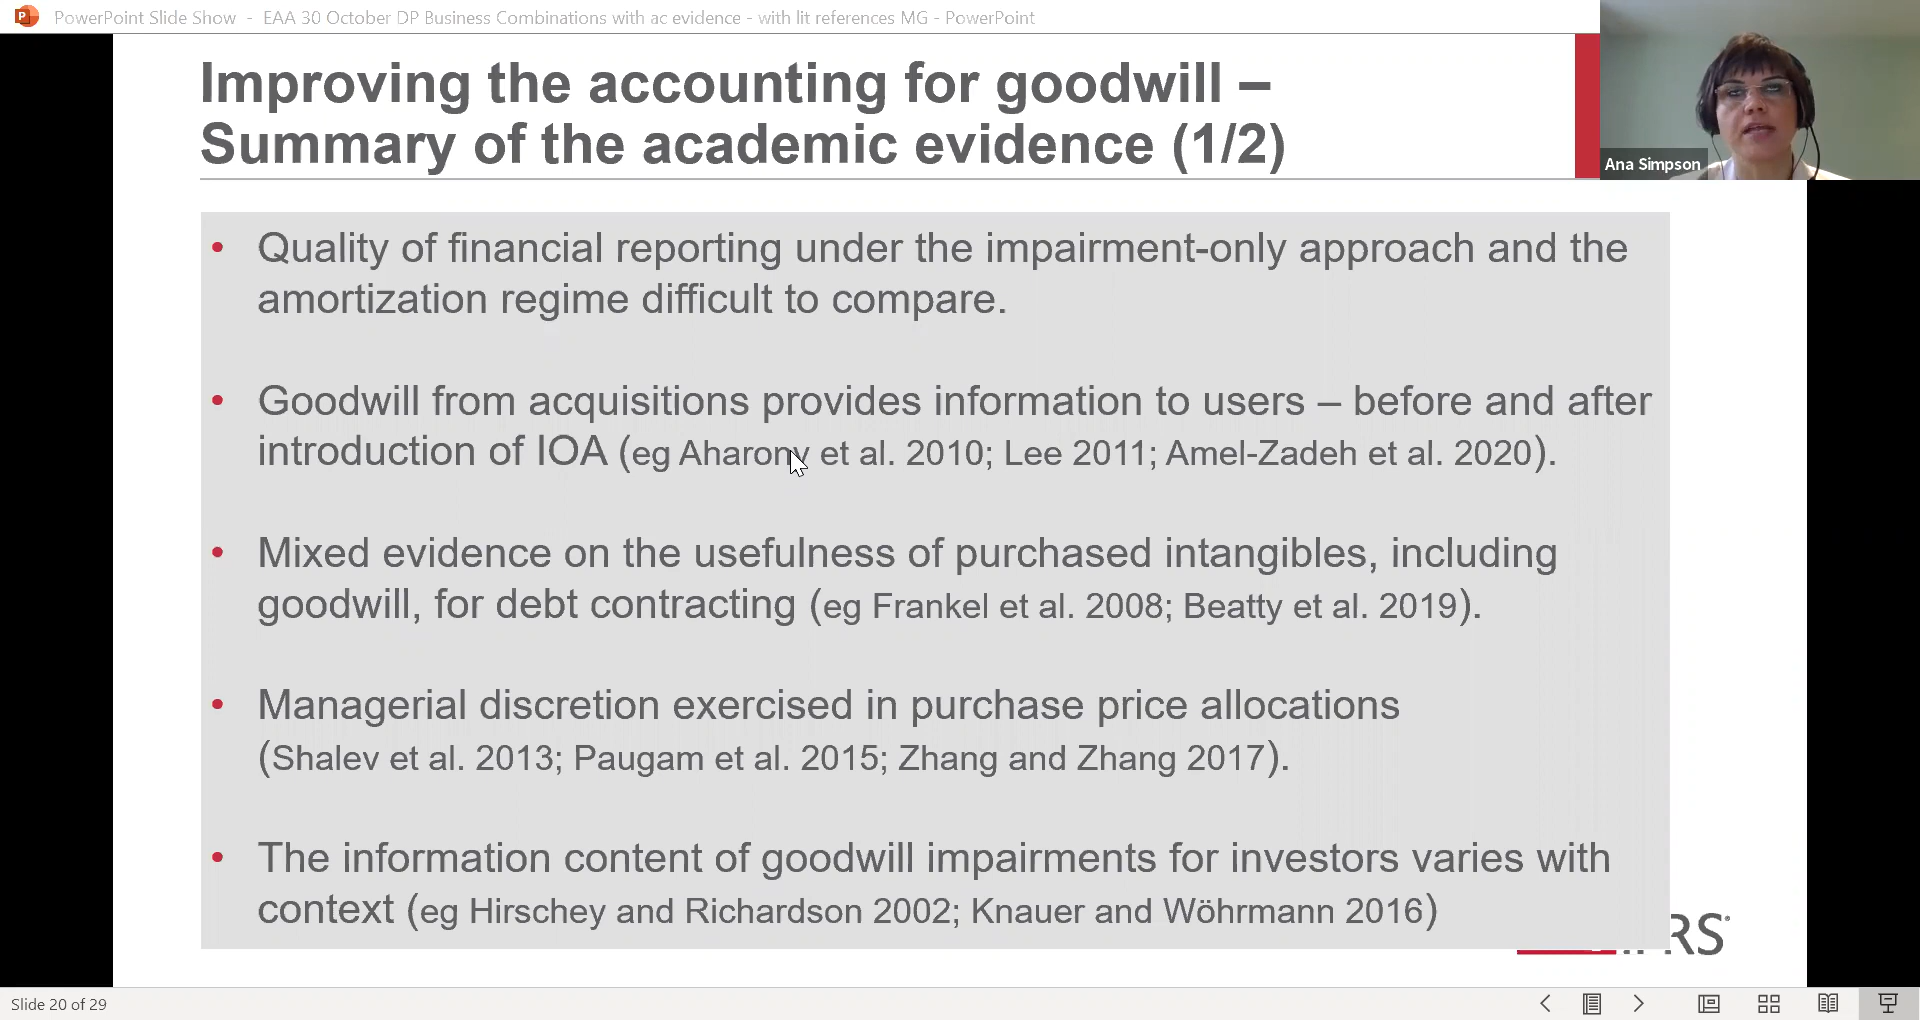 PowerPoint Slide Show - EAA 30 October DP Business Combinations with ac evidence - with lit references MG - PowerPoint
Improving the accounting for goodwill –
Summary of the academic evidence (1/2)
Ana Simpson
• Quality of financial reporting under the impairment-only approach and the
amortization regime difficult to compare.
• Goodwill from acquisitions provides information to users – before and after
introduction of IOA (eg Aharony et al. 2010; Lee 2011; Amel-Zadeh et al. 2020).
• Mixed evidence on the usefulness of purchased intangibles, including
goodwill, for debt contracting (eg Frankel et al. 2008; Beatty et al. 2019).
• Managerial discretion exercised in purchase price allocations
(Shalev et al. 2013; Paugam et al. 2015; Zhang and Zhang 2017).
• The information content of goodwill impairments for investors varies with
context (eg Hirschey and Richardson 2002; Knauer and Wöhrmann 2016)
Slide 20 of 29